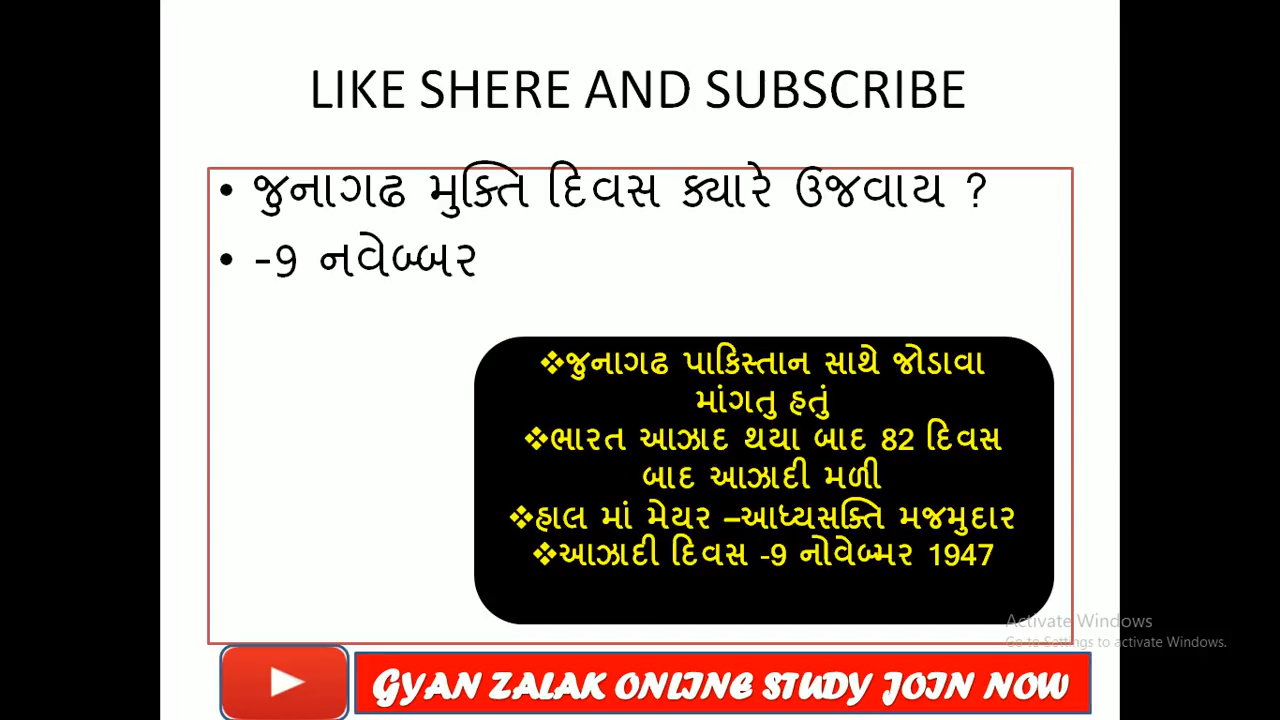 LIKE SHERE AND SUBSCRIBE
• જુનાગઢ મુક્તિ દિવસ ક્યારે ઉજવાય ?
• -9 નવેબ્બર
❖જુનાગઢ પાકિસ્તાન સાથે જોડાવા
માંગતુ હતું
❖ભારત આઝાદ થયા બાદ 82 દિવસ
બાદ આઝાદી મળી
❖હાલ માં મેયર –આધ્યસક્તિ મજમુદાર
❖આઝાદી દિવસ -9 નોવેબ્મર 1947
Activate Windows
Go to Settings to activate Windows.
GYAN ZALAK ONLINE STUDY JOIN NOW